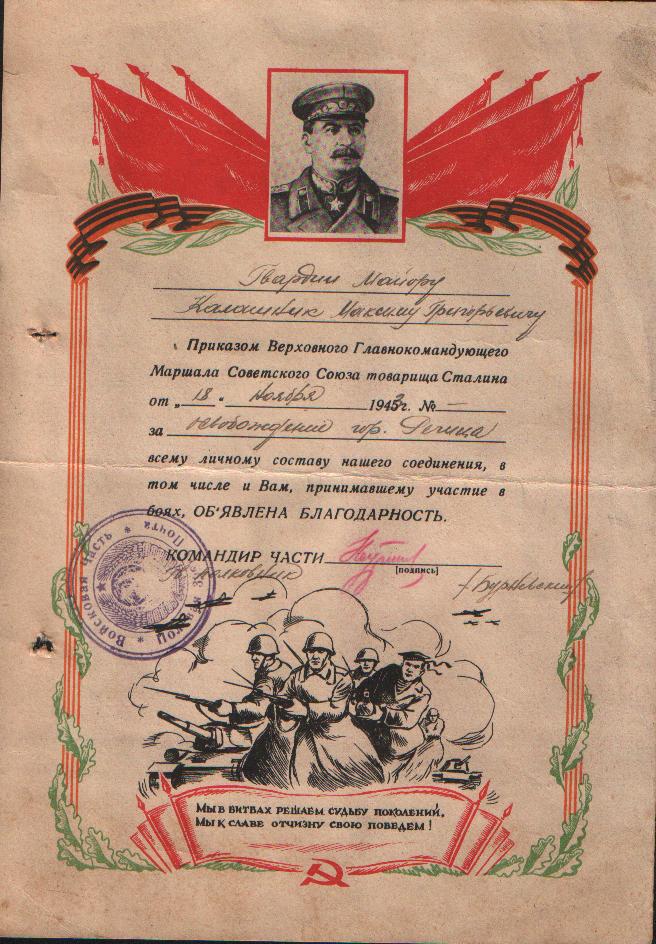 Гвардии Майору
Калашник Максиму Григорьевичу
Приказом Верховного Главнокомандующего
Маршала Советского Союза товарища Сталина
от „ 18 “ ноября 1943г. № —
за освобождение гор. Речица
всему личному составу нашего соединения, в
том числе и Вам, принимавшему участие в
боях, ОБ'ЯВЛЕНА БЛАГОДАРНОСТЬ.
КОМАНДИР ЧАСТИ
полковник
[подпись]
Войсковая часть * Полевая Почта *
МЫ В БИТВАХ РЕШАЕМ СУДЬБУ ПОКОЛЕНИЙ,
МЫ К СЛАВЕ ОТЧИЗНУ СВОЮ ПОВЕДЕМ!